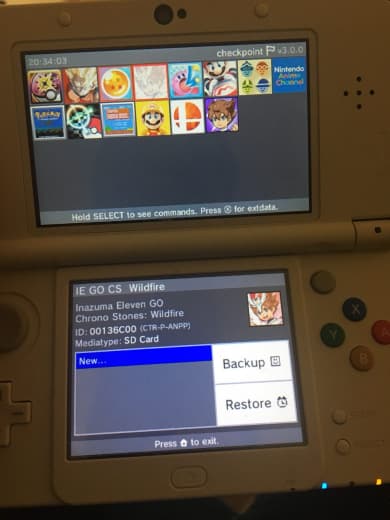 20:34:03 checkpoint v3.0.0
Nintendo
Anime
Channel
Hold SELECT to see commands. Press Ⓧ for extdata.
IE GO CS  Wildfire
Inazuma Eleven GO
Chrono Stones: Wildfire
ID: 00136C00 (CTR-P-ANPP)
Mediatype: SD Card
New...
Backup
Restore
Press to exit.
X
Y
B
A